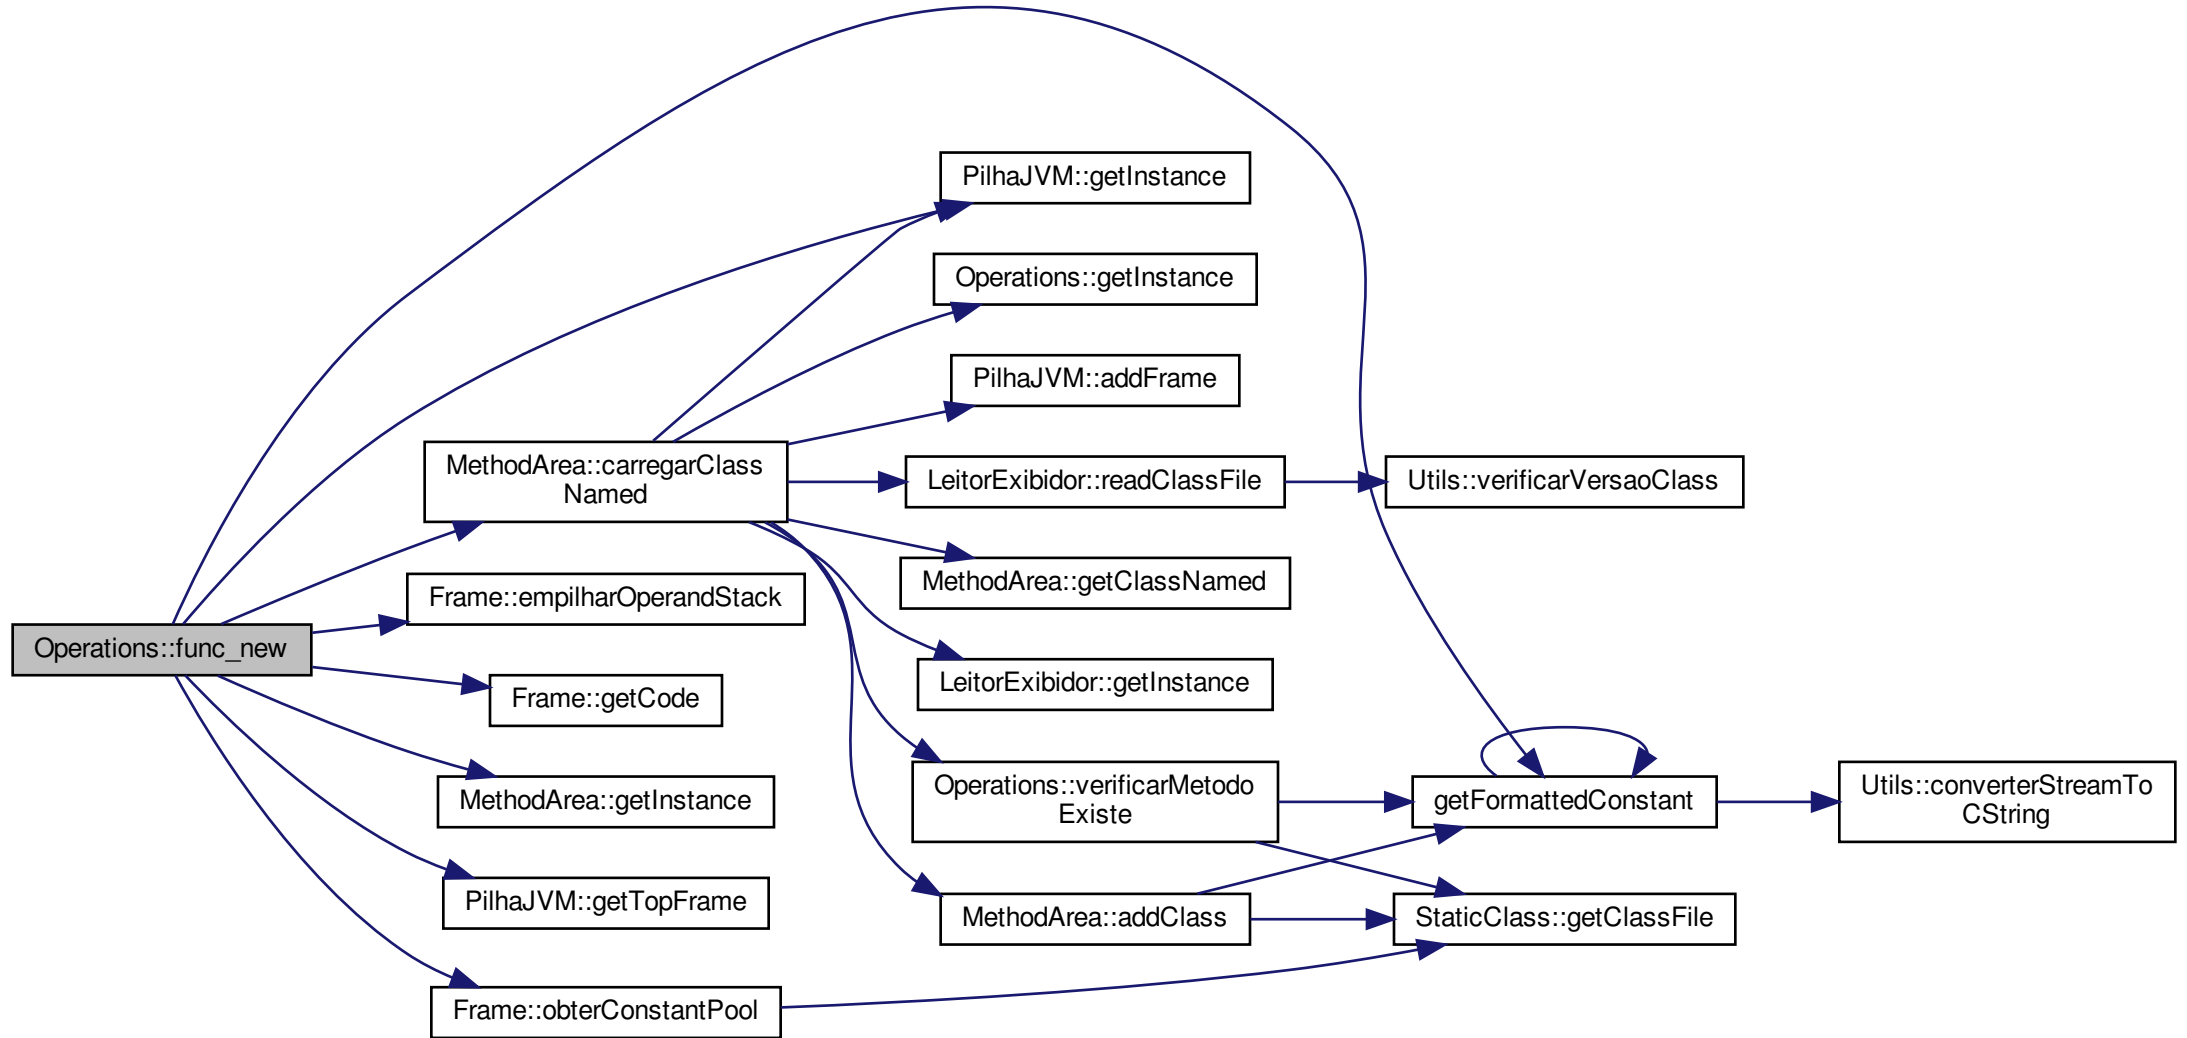 Operations::func_new
MethodArea::carregarClass
Named
Frame::empilharOperandStack
Frame::getCode
MethodArea::getInstance
PilhaJVM::getTopFrame
Frame::obterConstantPool
PilhaJVM::getInstance
Operations::getInstance
PilhaJVM::addFrame
LeitorExibidor::readClassFile
MethodArea::getClassNamed
LeitorExibidor::getInstance
Operations::verificarMetodo
Existe
MethodArea::addClass
Utils::verificarVersaoClass
getFormattedConstant
StaticClass::getClassFile
Utils::converterStreamTo
CString